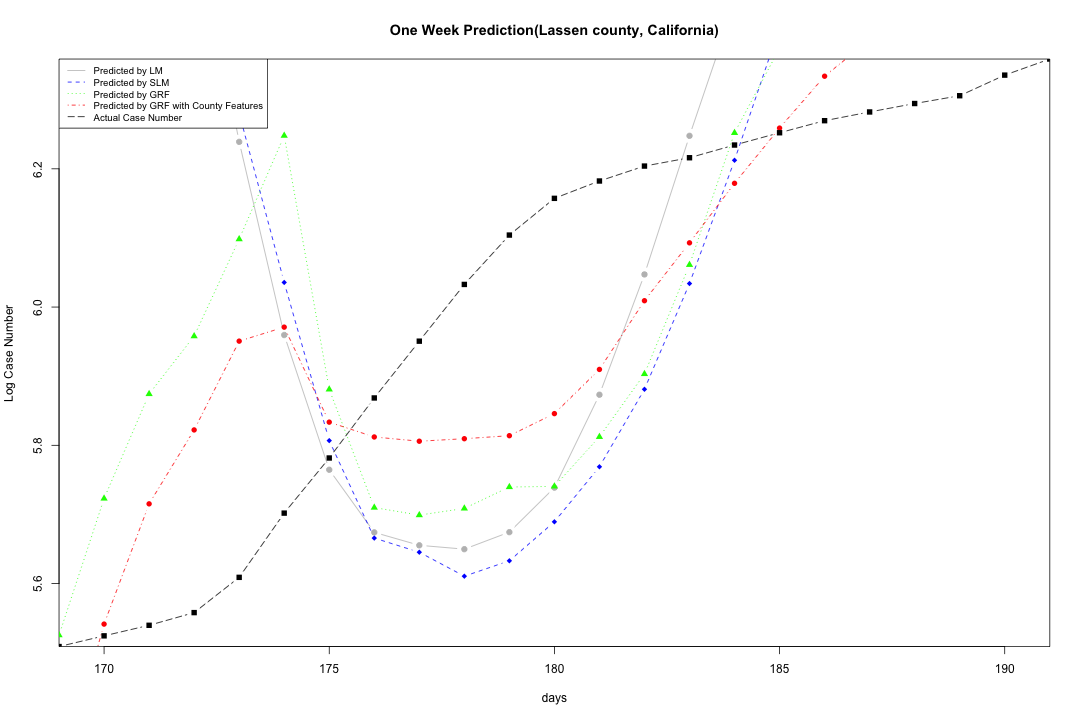 One Week Prediction(Lassen county, California)
Predicted by LM
Predicted by SLM
Predicted by GRF
Predicted by GRF with County Features
Actual Case Number
Log Case Number
6.2
6.0
5.8
5.6
170 175 180 185 190
days